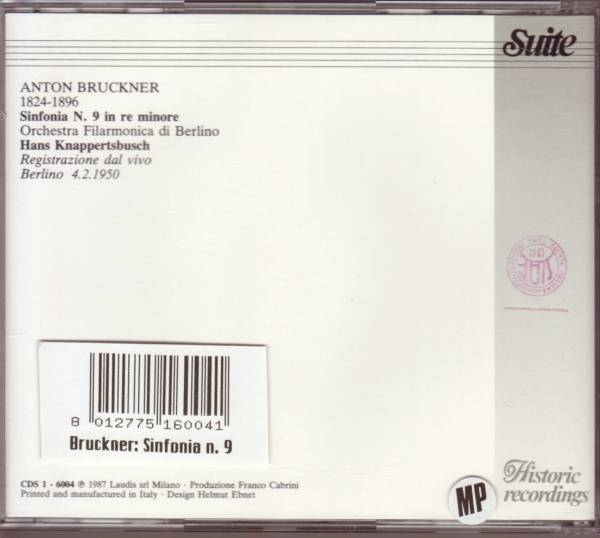 Suite
ANTON BRUCKNER
1824-1896
Sinfonia N. 9 in re minore
Orchestra Filarmonica di Berlino
Hans Knappertsbusch
Registrazione dal vivo
Berlino 4.2.1950
8 012775 160041
Bruckner: Sinfonia n. 9
CDS 1 - 6004 ℗ 1987 Laudis srl Milano · Produzione Franco Cabrini
Printed and manufactured in Italy · Design Helmut Ebnet
MP
Historic
recordings